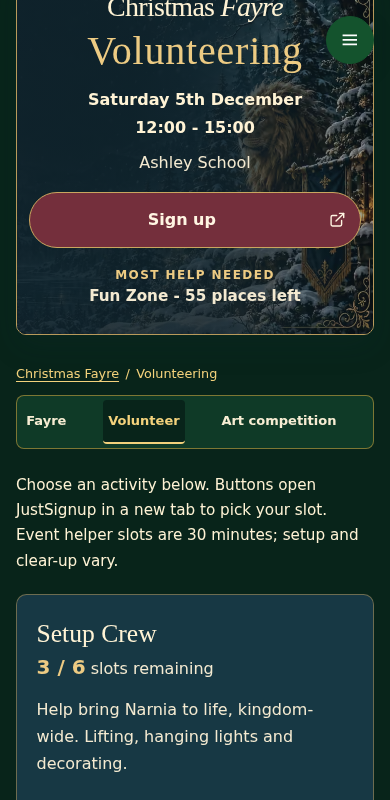 Christmas Fayre
Volunteering
Saturday 5th December
12:00 - 15:00
Ashley School
Sign up
MOST HELP NEEDED
Fun Zone - 55 places left
Christmas Fayre / Volunteering
Fayre Volunteer Art competition
Choose an activity below. Buttons open
JustSignup in a new tab to pick your slot.
Event helper slots are 30 minutes; setup and
clear-up vary.
Setup Crew
3 / 6 slots remaining
Help bring Narnia to life, kingdom-
wide. Lifting, hanging lights and
decorating.